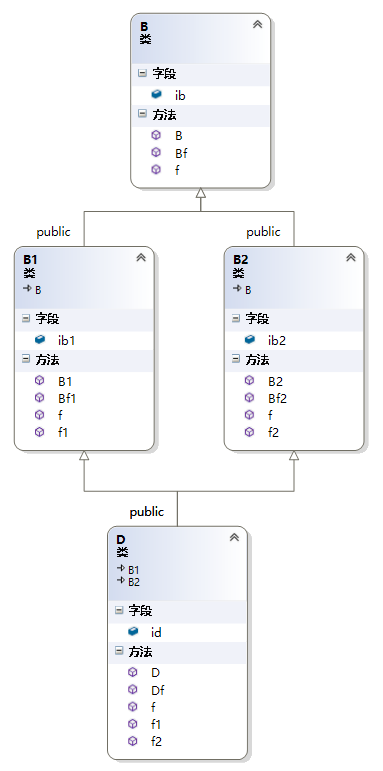 B
类
字段
ib
方法
B
Bf
f
public
public
B1
类
B
字段
ib1
方法
B1
Bf1
f
f1
B2
类
B
字段
ib2
方法
B2
Bf2
f
f2
public
D
类
B1
B2
字段
id
方法
D
Df
f
f1
f2